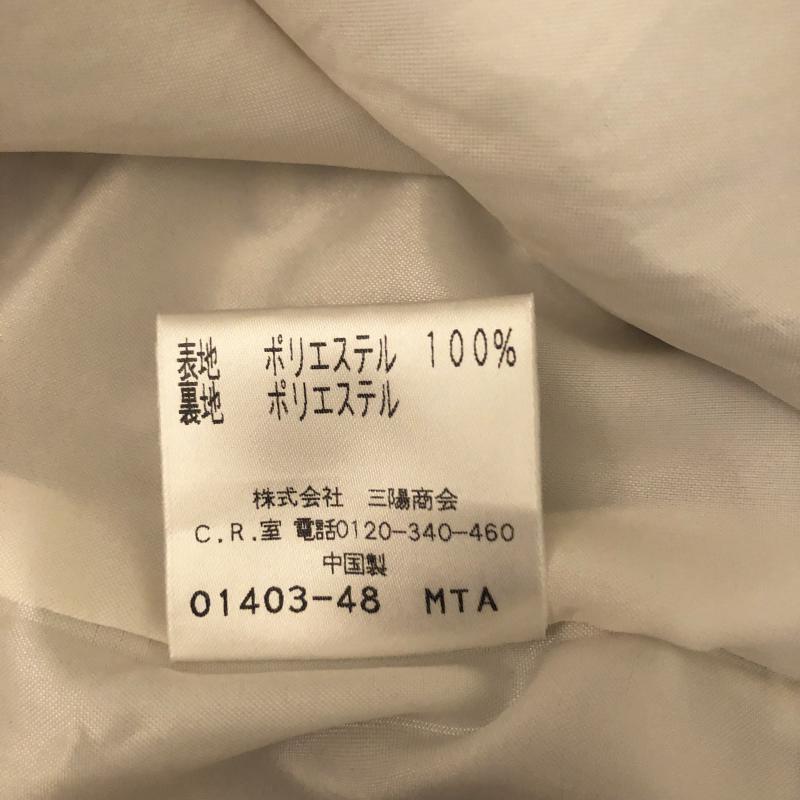 表地 ポリエステル 100%
裏地 ポリエステル
株式会社 三陽商会
C.R.室 電話0120-340-460
中国製
01403-48 MTA